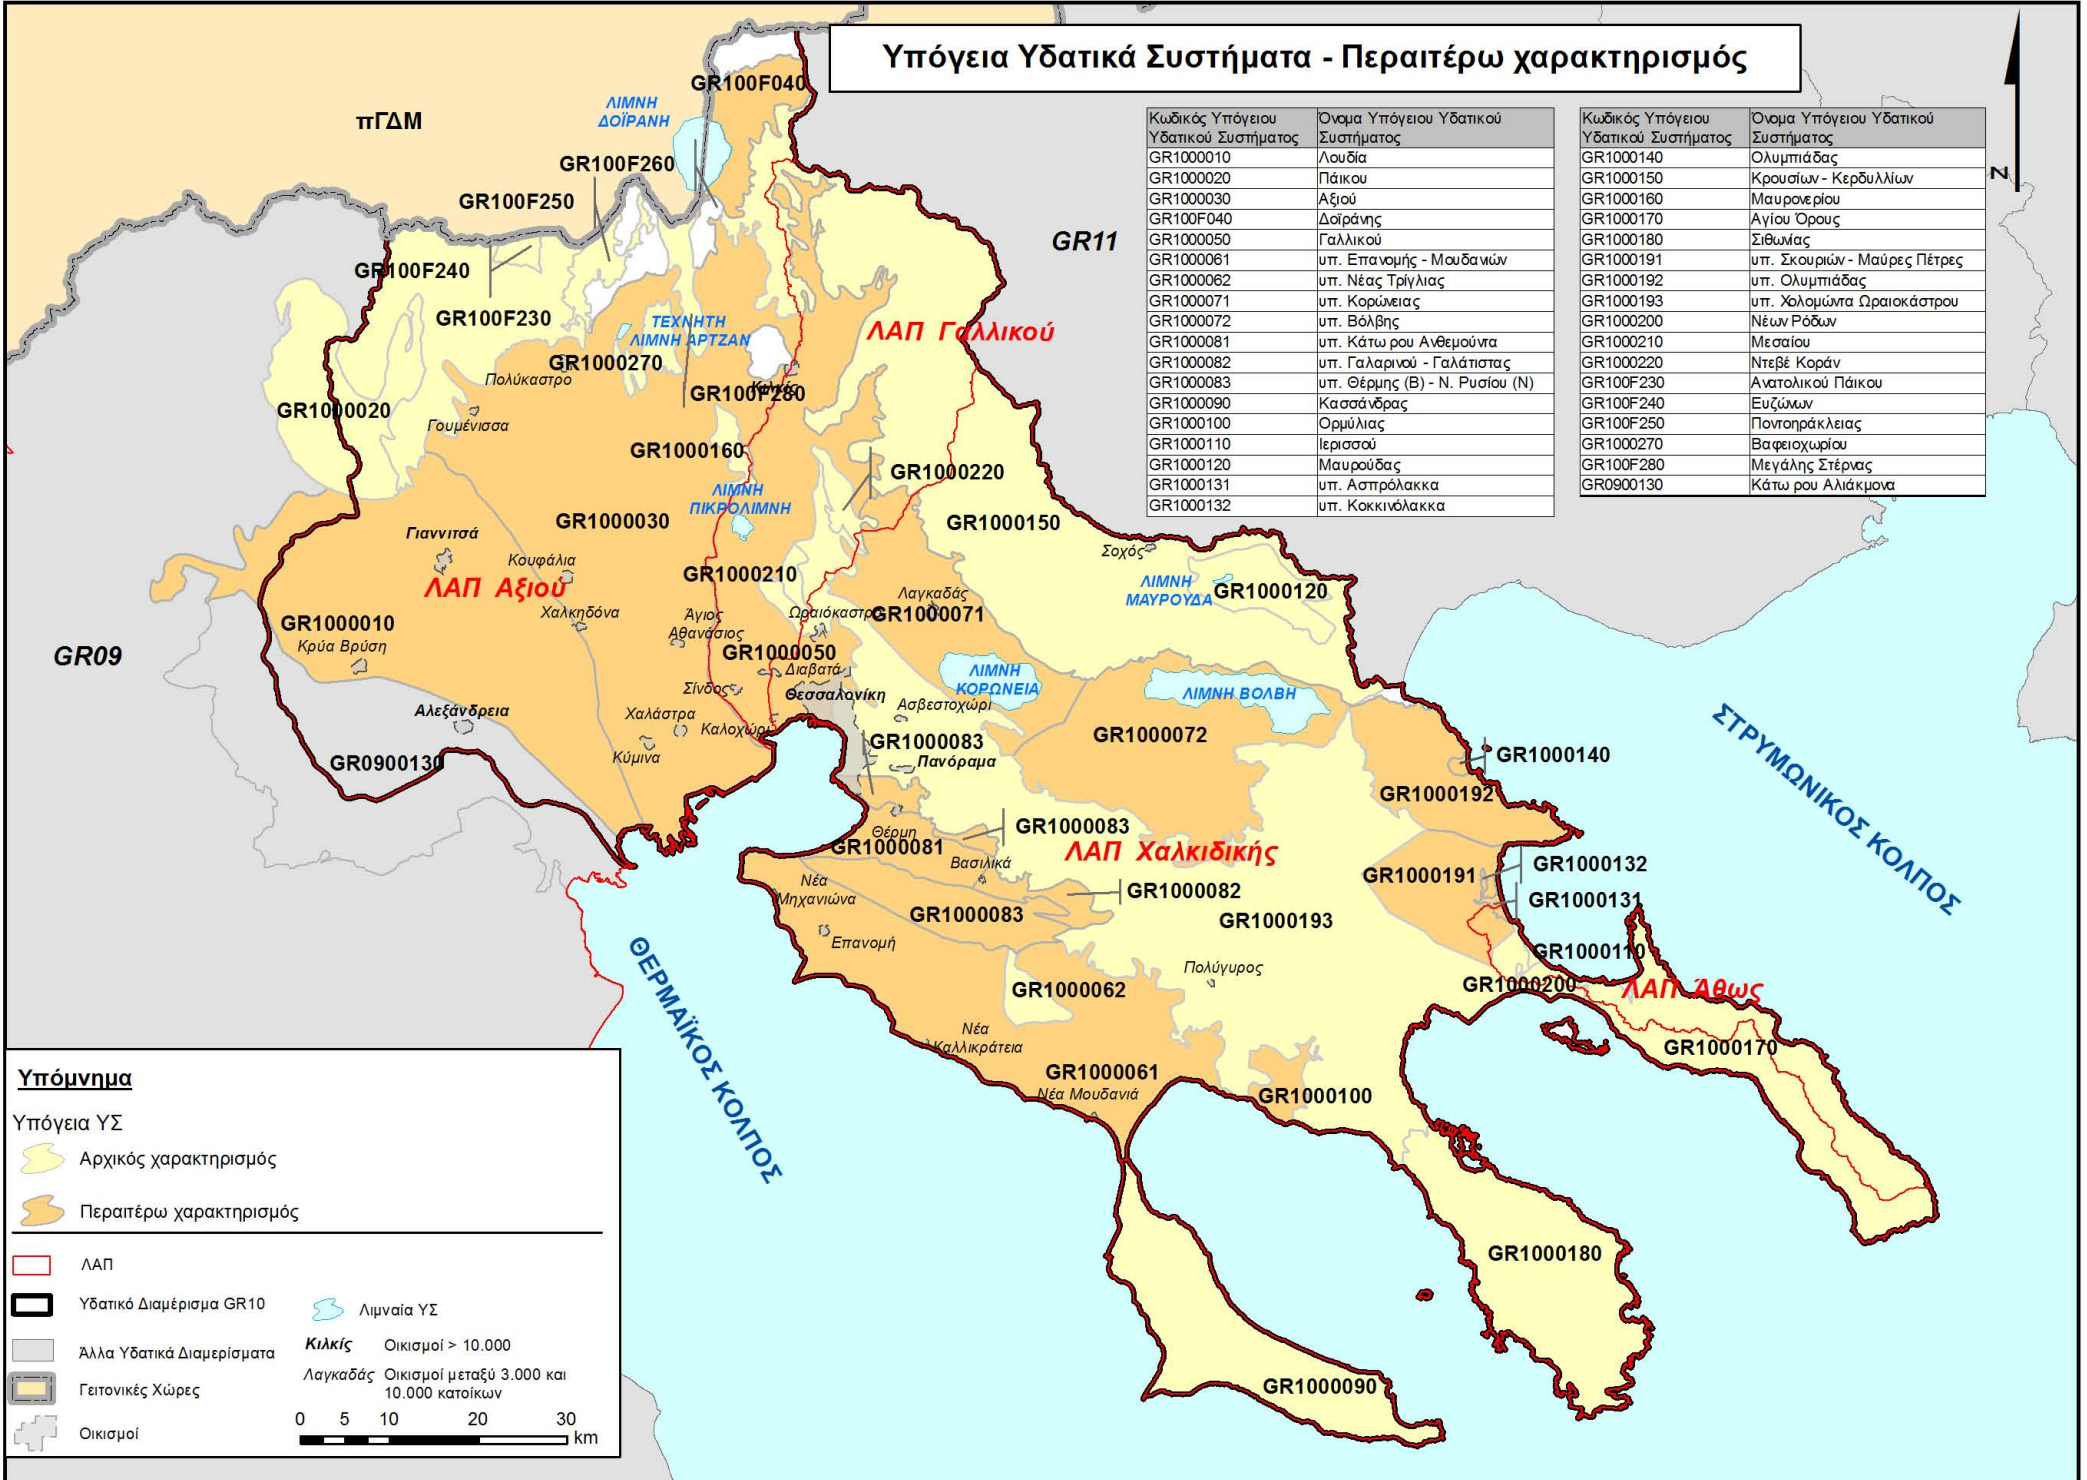 Υπόγεια Υδατικά Συστήματα - Περαιτέρω χαρακτηρισμός
Κωδικός Υπόγειου Υδατικού Συστήματος Όνομα Υπόγειου Υδατικού Συστήματος
GR1000010 Λουδία
GR1000020 Πάικου
GR1000030 Αξιού
GR100F040 Δοϊράνης
GR1000050 Γαλλικού
GR1000061 υπ. Επανομής - Μουδανιών
GR1000062 υπ. Νέας Τρίγλιας
GR1000071 υπ. Κορώνειας
GR1000072 υπ. Βόλβης
GR1000081 υπ. Κάτω ρου Ανθεμούντα
GR1000082 υπ. Γαλαρινού - Γαλάτιστας
GR1000083 υπ. Θέρμης (Β) - Ν. Ρυσίου (Ν)
GR1000090 Κασσάνδρας
GR1000100 Ορμύλιας
GR1000110 Ιερισσού
GR1000120 Μαυρούδας
GR1000131 υπ. Ασπρόλακκα
GR1000132 υπ. Κοκκινόλακκα
Κωδικός Υπόγειου Υδατικού Συστήματος Όνομα Υπόγειου Υδατικού Συστήματος
GR1000140 Ολυμπιάδας
GR1000150 Κρουσίων - Κερδυλλίων
GR1000160 Μαυρονερίου
GR1000170 Αγίου Όρους
GR1000180 Σιθωνίας
GR1000191 υπ. Σκουριών - Μαύρες Πέτρες
GR1000192 υπ. Ολυμπιάδας
GR1000193 υπ. Χολομώντα Ωραιοκάστρου
GR1000200 Νέων Ρόδων
GR1000210 Μεσαίου
GR1000220 Ντεβέ Κοράν
GR100F230 Ανατολικού Πάικου
GR100F240 Ευζώνων
GR100F250 Ποντοηράκλειας
GR1000270 Βαφειοχωρίου
GR100F280 Μεγάλης Στέρνας
GR0900130 Κάτω ρου Αλιάκμονα
N
GR100F040
πΓΔΜ
ΛΙΜΝΗ
ΔΟΪΡΑΝΗ
GR100F260
GR100F250
GR11
GR100F240
GR100F230
ΤΕΧΝΗΤΗ
ΛΙΜΝΗ ΑΡΤΖΑΝ
ΛΑΠ Γαλλικού
GR1000270
Πολύκαστρο
Κιλκίς
GR100F280
GR1000020
Γουμένισσα
GR1000160
GR1000220
ΛΙΜΝΗ
ΠΙΚΡΟΛΙΜΝΗ
GR1000030
GR1000150
Γιαννιτσά
Κουφάλια
Σοχός
GR1000210
ΛΑΠ Αξιού
ΛΙΜΝΗ
ΜΑΥΡΟΥΔΑ
GR1000120
Λαγκαδάς
Χαλκηδόνα
Άγιος
Αθανάσιος
Ωραιόκαστρο
GR1000071
GR1000010
Κρύα Βρύση
GR09
GR1000050
Διαβατά
ΛΙΜΝΗ
ΚΟΡΩΝΕΙΑ
Σίνδος
Θεσσαλονίκη
ΛΙΜΝΗ ΒΟΛΒΗ
Ασβεστοχώρι
Αλεξάνδρεια
Χαλάστρα
Καλοχώρι
GR1000083
GR1000072
GR0900130
Κύμινα
Πανόραμα
GR1000140
GR1000192
ΣΤΡΥΜΩΝΙΚΟΣ ΚΟΛΠΟΣ
Θέρμη
GR1000083
GR1000081
ΛΑΠ Χαλκιδικής
Βασιλικά
GR1000132
GR1000191
Νέα
Μηχανιώνα
GR1000082
GR1000131
GR1000083
GR1000193
Επανομή
GR1000110
Πολύγυρος
GR1000200
ΛΑΠ Άθως
GR1000062
ΘΕΡΜΑΪΚΟΣ ΚΟΛΠΟΣ
Νέα
Καλλικράτεια
GR1000170
GR1000061
Νέα Μουδανιά
GR1000100
GR1000180
GR1000090
Υπόμνημα
Υπόγεια ΥΣ
Αρχικός χαρακτηρισμός
Περαιτέρω χαρακτηρισμός
ΛΑΠ
Υδατικό Διαμέρισμα GR10
Λιμναία ΥΣ
Άλλα Υδατικά Διαμερίσματα
Κιλκίς Οικισμοί > 10.000
Γειτονικές Χώρες
Λαγκαδάς Οικισμοί μεταξύ 3.000 και
10.000 κατοίκων
Οικισμοί
0 5 10 20 30
km